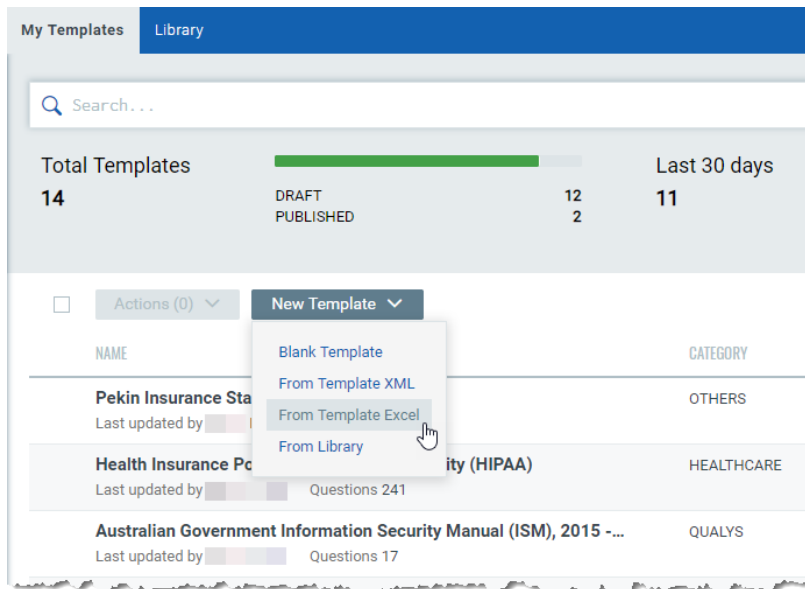 My Templates Library
Search...
Total Templates
14
DRAFT 12
PUBLISHED 2
Last 30 days
11
Actions (0) New Template
Blank Template
From Template XML
From Template Excel
From Library
NAME CATEGORY
Pekin Insurance Sta OTHERS
Last updated by
Health Insurance Po ity (HIPAA) HEALTHCARE
Last updated by Questions 241
Australian Government Information Security Manual (ISM), 2015 -... QUALYS
Last updated by Questions 17